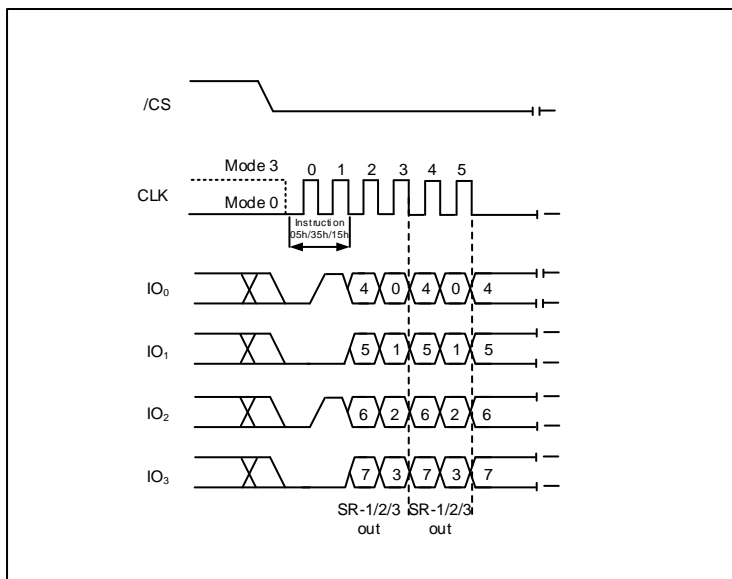 /CS
Mode 3 0 1 2 3 4 5
CLK
Mode 0
Instruction
05h/35h/15h
IO0 4 0 4 0 4
IO1 5 1 5 1 5
IO2 6 2 6 2 6
IO3 7 3 7 3 7
SR-1/2/3 SR-1/2/3
out out